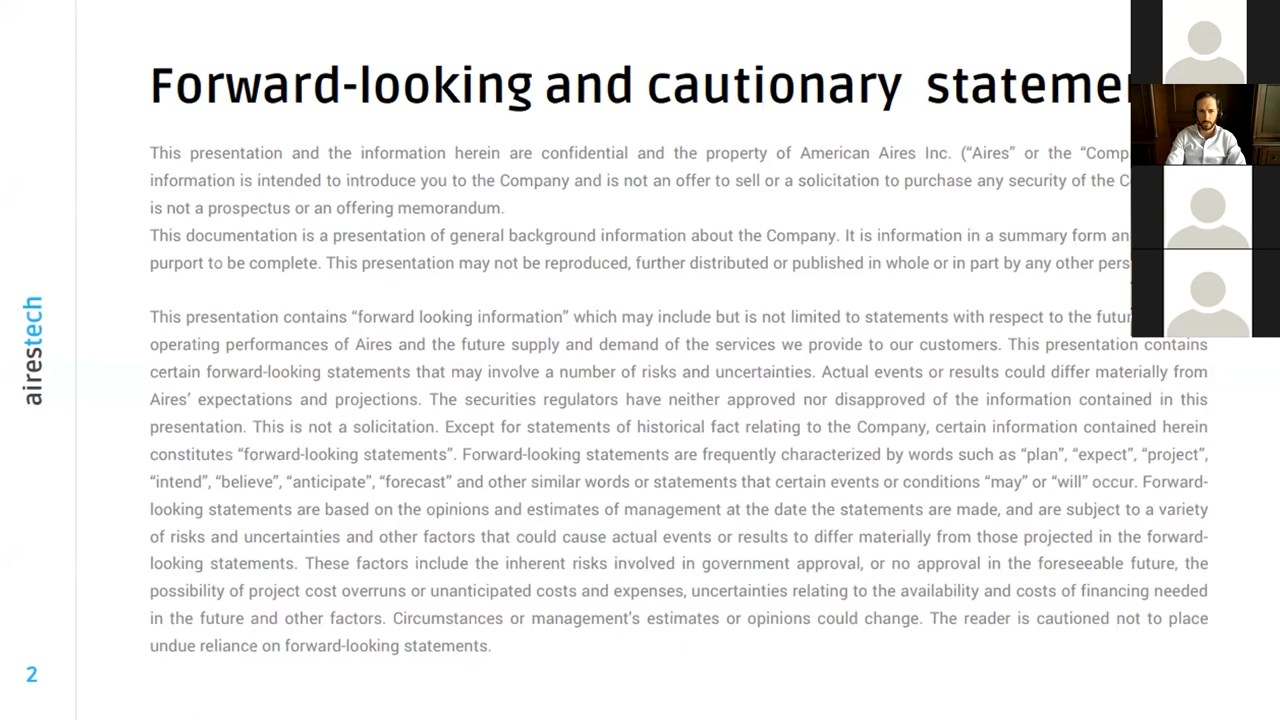 Forward-looking and cautionary stateme
This presentation and the information herein are confidential and the property of American Aires Inc. (“Aires” or the “Comp
information is intended to introduce you to the Company and is not an offer to sell or a solicitation to purchase any security of the C
is not a prospectus or an offering memorandum.
This documentation is a presentation of general background information about the Company. It is information in a summary form an
purport to be complete. This presentation may not be reproduced, further distributed or published in whole or in part by any other pers
This presentation contains “forward looking information” which may include but is not limited to statements with respect to the futur
operating performances of Aires and the future supply and demand of the services we provide to our customers. This presentation contains
certain forward-looking statements that may involve a number of risks and uncertainties. Actual events or results could differ materially from
Aires’ expectations and projections. The securities regulators have neither approved nor disapproved of the information contained in this
presentation. This is not a solicitation. Except for statements of historical fact relating to the Company, certain information contained herein
constitutes “forward-looking statements”. Forward-looking statements are frequently characterized by words such as “plan”, “expect”, “project”,
“intend”, “believe”, “anticipate”, “forecast” and other similar words or statements that certain events or conditions “may” or “will” occur. Forward-
looking statements are based on the opinions and estimates of management at the date the statements are made, and are subject to a variety
of risks and uncertainties and other factors that could cause actual events or results to differ materially from those projected in the forward-
looking statements. These factors include the inherent risks involved in government approval, or no approval in the foreseeable future, the
possibility of project cost overruns or unanticipated costs and expenses, uncertainties relating to the availability and costs of financing needed
in the future and other factors. Circumstances or management’s estimates or opinions could change. The reader is cautioned not to place
undue reliance on forward-looking statements.
airestech
2